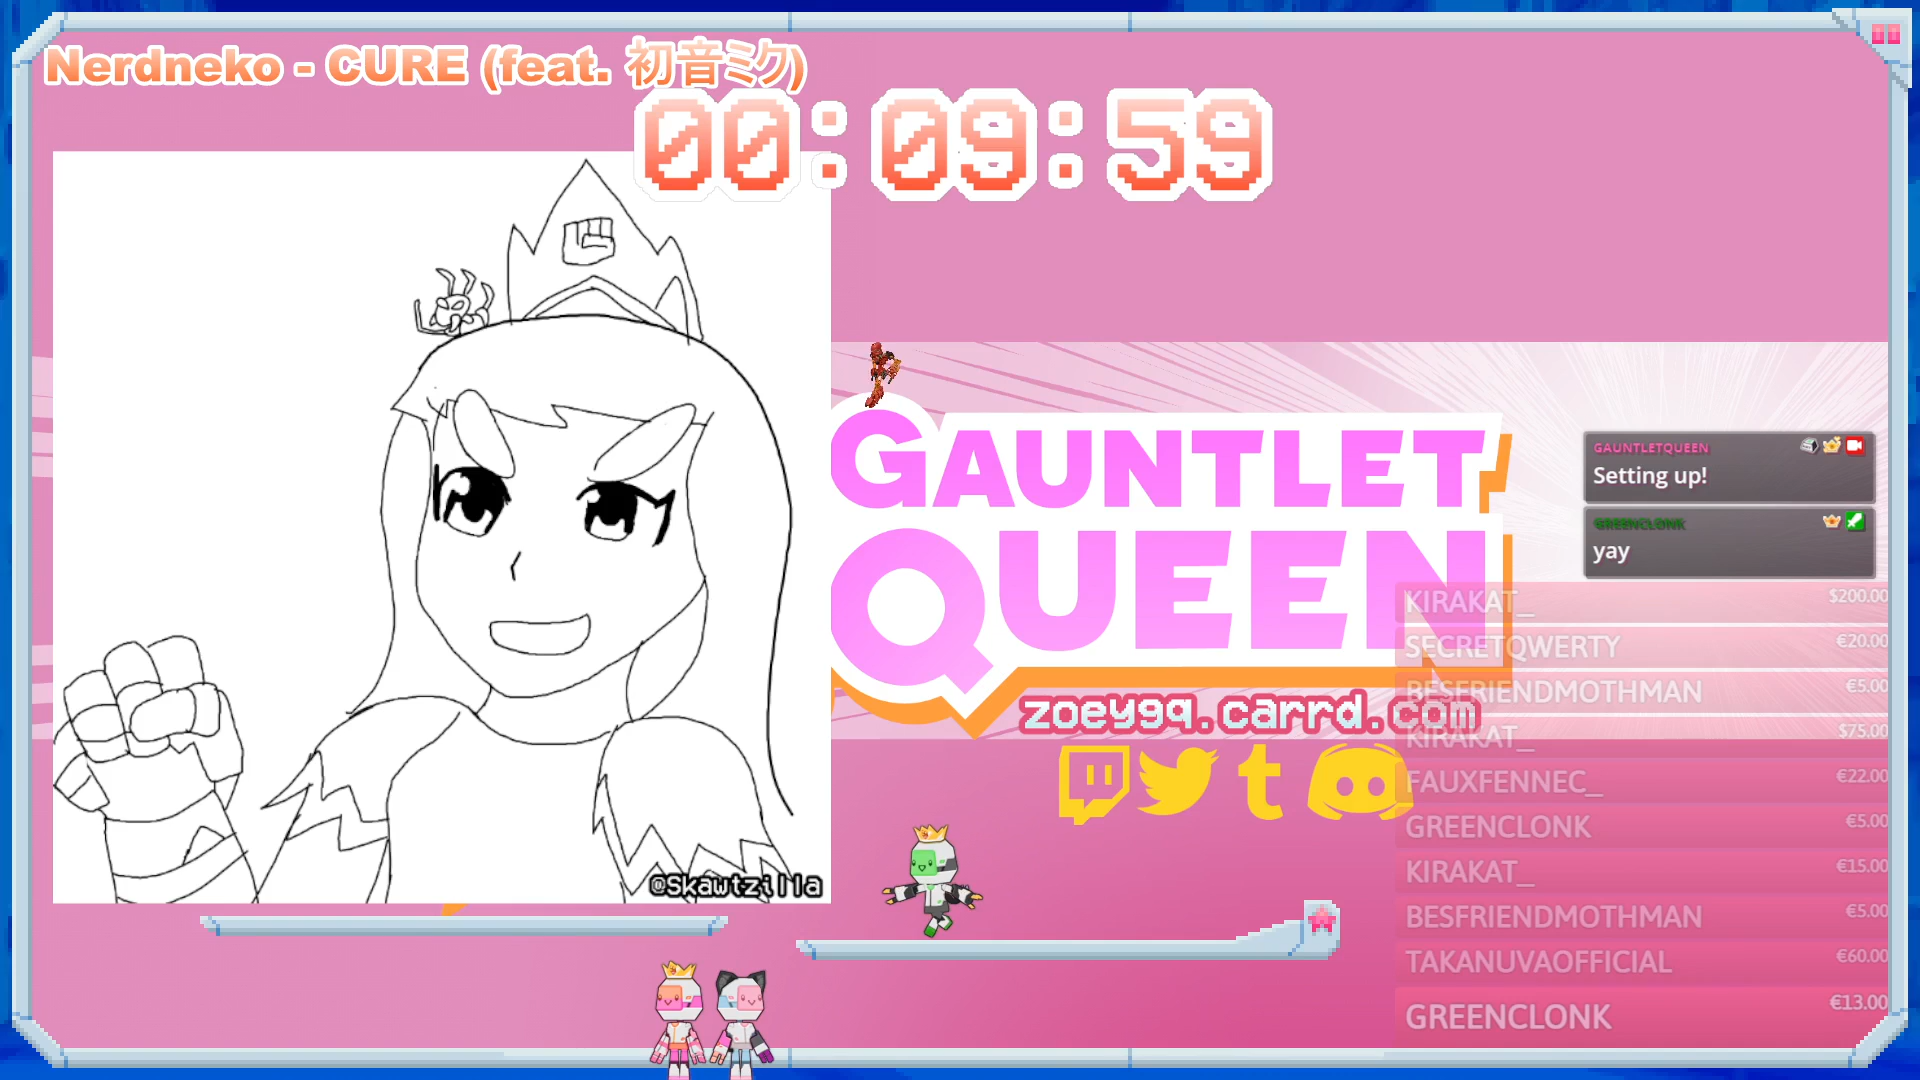 Nerdneko - CURE (feat. 初音ミク)
00:09:59
@Skawtzilla
GAUNTLET
QUEEN
zoeygq.carrd.com
GAUNTLETQUEEN
Setting up!
GREENCLONK
yay
KIRAKAT_ $200.00
SECRETQWERTY €20.00
BESFRIENDMOTHMAN €5.00
KIRAKAT_ $75.00
FAUXFENNEC_ €22.00
GREENCLONK €5.00
KIRAKAT_ €15.00
BESFRIENDMOTHMAN €5.00
TAKANUVAOFFICIAL €60.00
GREENCLONK €13.00